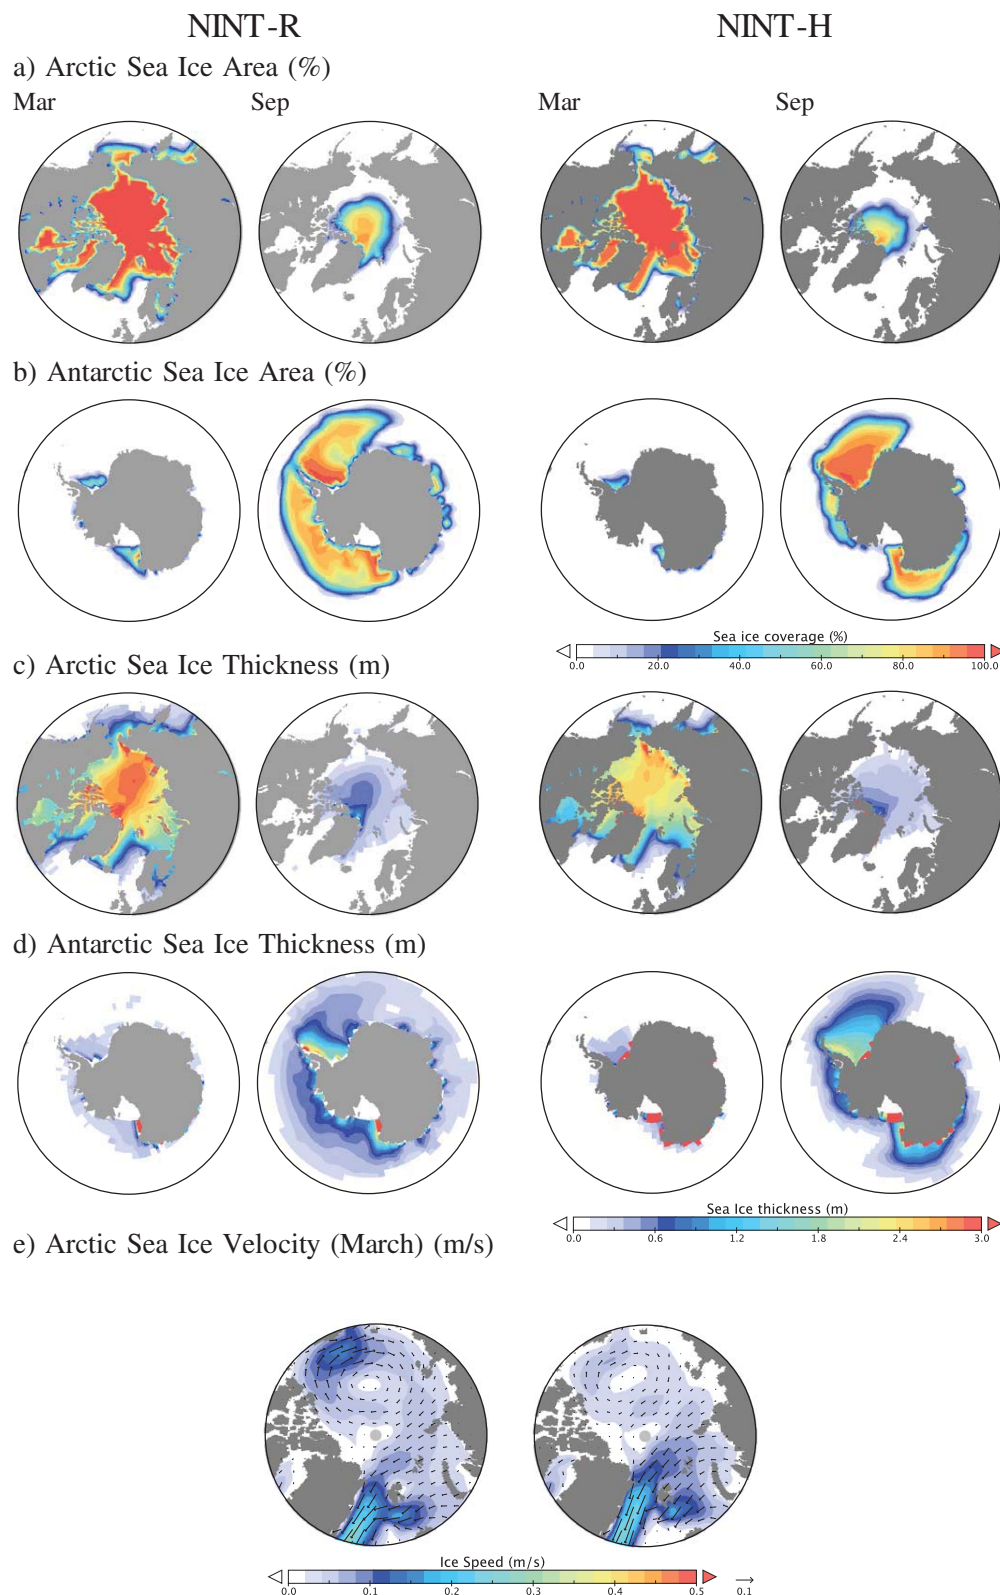 NINT-R NINT-H
a) Arctic Sea Ice Area (%)
Mar Sep Mar Sep
b) Antarctic Sea Ice Area (%)
Sea ice coverage (%)
0.0 20.0 40.0 60.0 80.0 100.0
c) Arctic Sea Ice Thickness (m)
d) Antarctic Sea Ice Thickness (m)
Sea Ice thickness (m)
0.0 0.6 1.2 1.8 2.4 3.0
e) Arctic Sea Ice Velocity (March) (m/s)
Ice Speed (m/s)
0.0 0.1 0.2 0.3 0.4 0.5 0.1